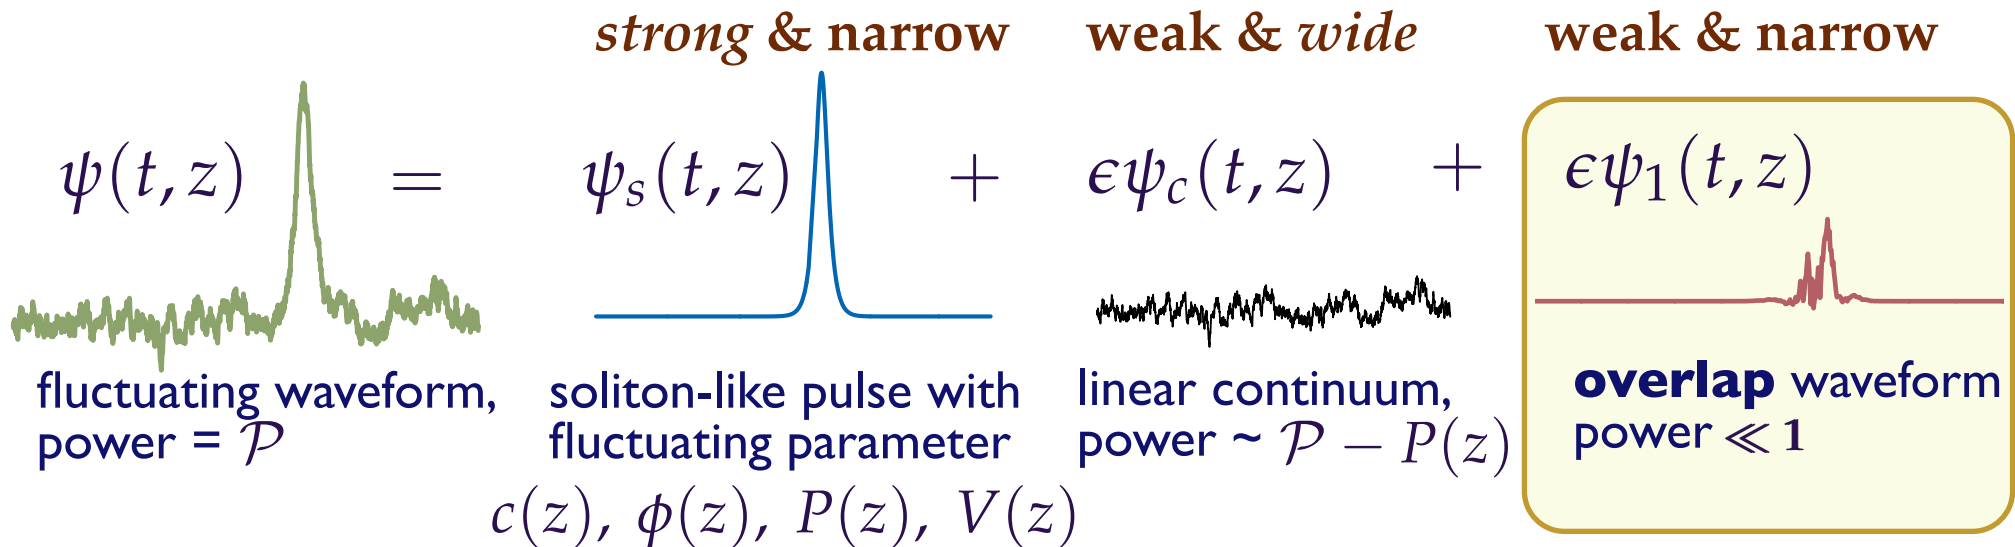 strong & narrow weak & wide weak & narrow
ψ(t, z) = ψs(t, z) + ϵψc(t, z) + ϵψ1(t, z)
fluctuating waveform,
power = 𝒫
soliton-like pulse with
fluctuating parameter
c(z), ϕ(z), P(z), V(z)
linear continuum,
power ~ 𝒫 − P(z)
overlap waveform
power ≪ 1